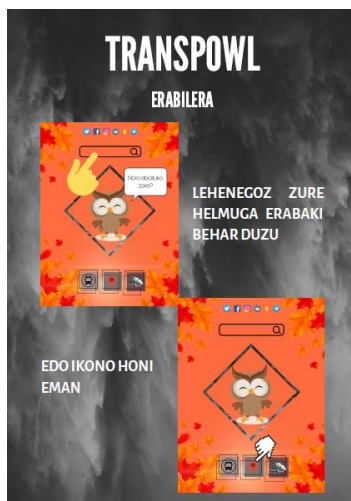 TRANSPOWL
ERABILERA
Nora abiatuko
zara?
LEHENEGOZ ZURE
HELMUGA ERABAKI
BEHAR DUZU
EDO IKONO HONI
EMAN